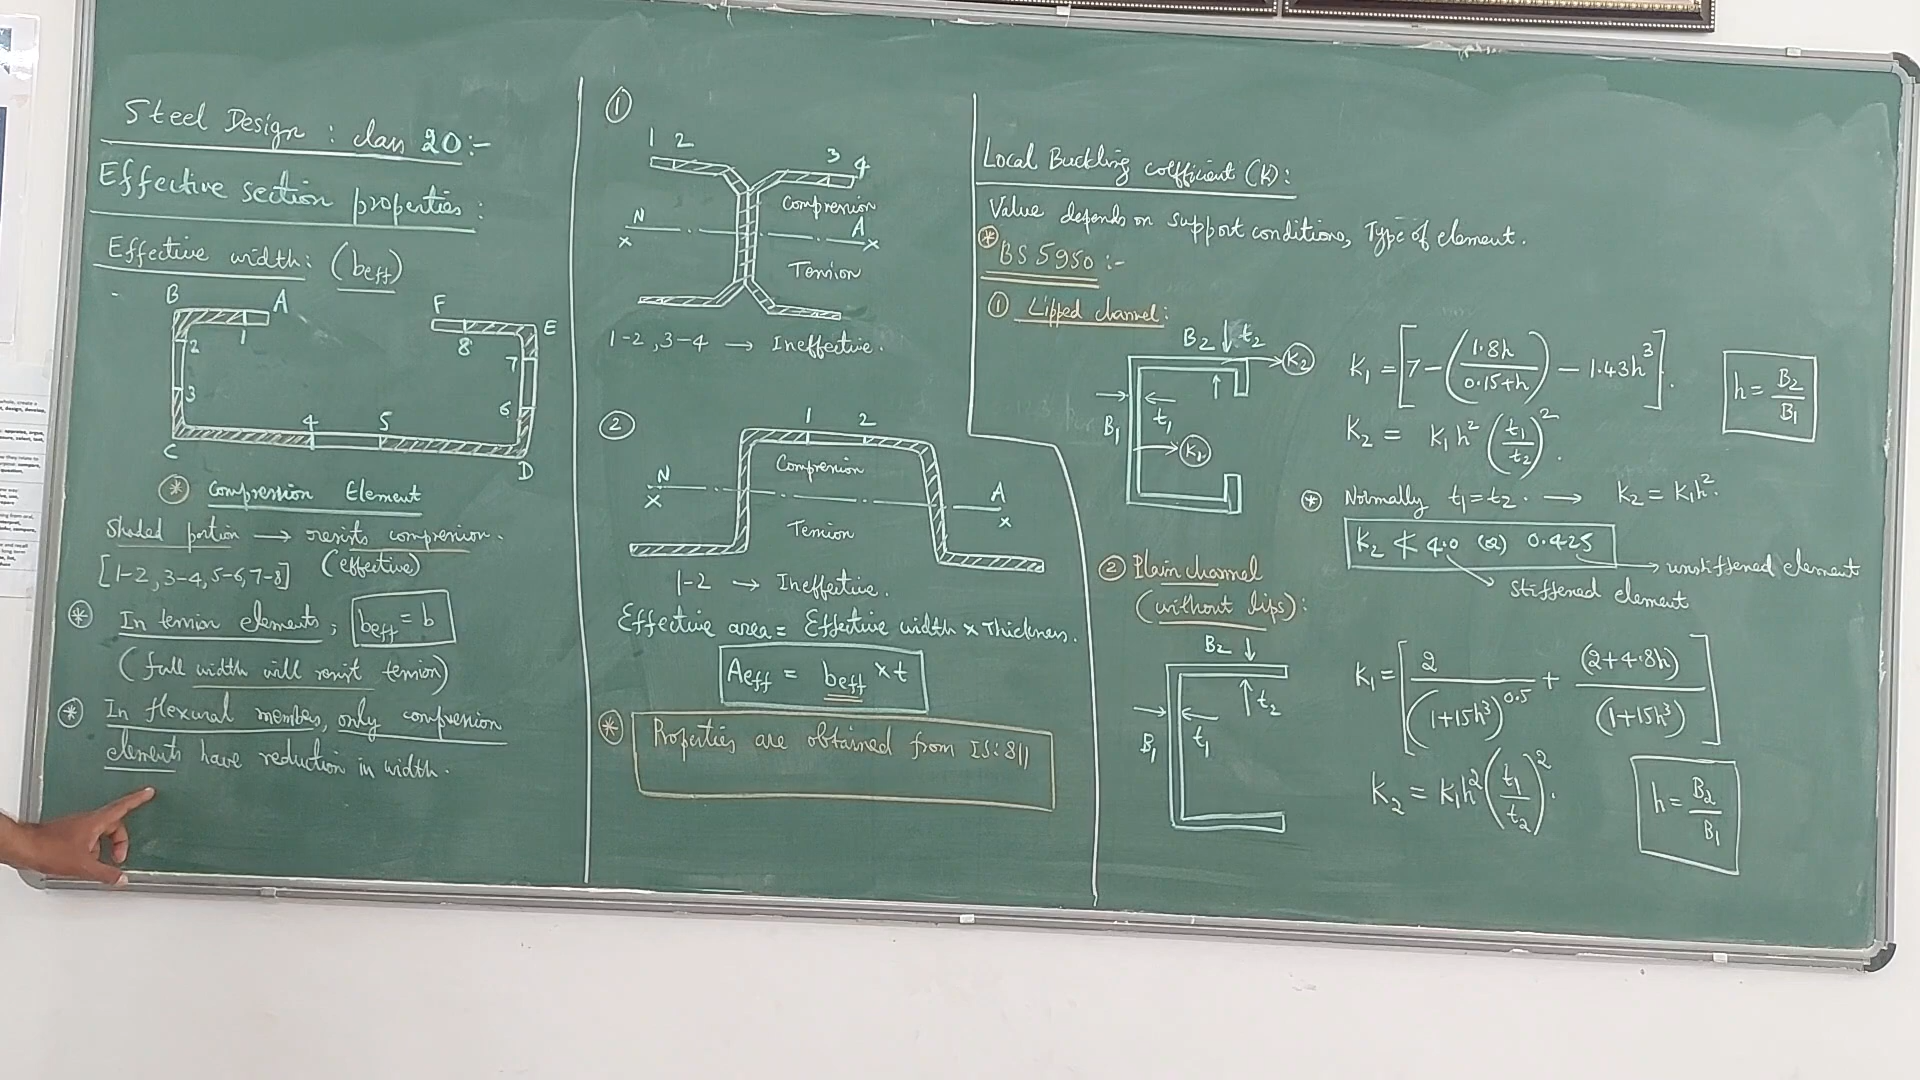 Steel Design : class 20:-
Effective section properties:
Effective width: (beff)
B
A
F
E
1
8
2
7
3
6
4
5
C
D
* Compression Element
Shaded portion → resists compression.
[1-2, 3-4, 5-6, 7-8] (effective)
* In tension elements; beff = b
(full width will resist tension)
* In flexural members, only compression
elements have reduction in width.
①
1 2
3 4
Compression
N
A
x
x
Tension
1-2, 3-4 → Ineffective.
②
1 2
Compression
N
A
x
x
Tension
1-2 → Ineffective.
Effective area = Effective width x Thickness.
Aeff = beff x t
* Properties are obtained from IS:811
Local Buckling coefficient (K):
Value depends on support conditions, Type of element.
* BS 5950 :-
① Lipped channel:
B2 t2
K2
B1
t1
K1
K1 = [7 - (1.8h / 0.15+h) - 1.43h³].
h = B2/B1
K2 = K1h² (t1/t2)².
* Normally t1=t2. → K2 = K1h².
K2 ≮ 4.0 (or) 0.425
→ unstiffened element
stiffened element
② Plain channel
(without lips):
B2
t2
B1
t1
K1 = [2 / (1+15h³)^0.5 + (2+4.8h) / (1+15h³)]
K2 = K1h² (t1/t2)².
h = B2/B1